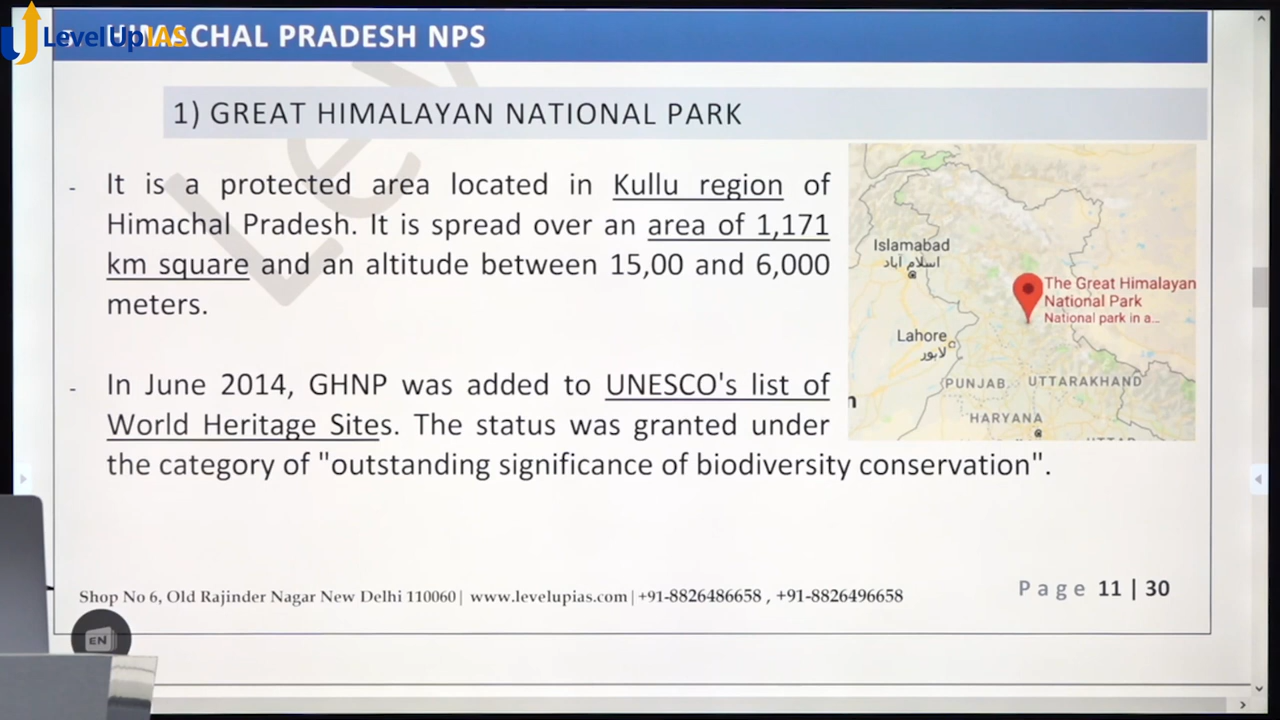 LevelUpIAS
HIMACHAL PRADESH NPS
1) GREAT HIMALAYAN NATIONAL PARK
- It is a protected area located in Kullu region of
Himachal Pradesh. It is spread over an area of 1,171
km square and an altitude between 15,00 and 6,000
meters.
- In June 2014, GHNP was added to UNESCO's list of
World Heritage Sites. The status was granted under
the category of "outstanding significance of biodiversity conservation".
Islamabad
اسلام آباد
The Great Himalayan
National Park
National park in a...
Lahore
لاہور
PUNJAB
UTTARAKHAND
HARYANA
n
Shop No 6, Old Rajinder Nagar New Delhi 110060| www.levelupias.com | +91-8826486658 , +91-8826496658
Page 11 | 30
EN